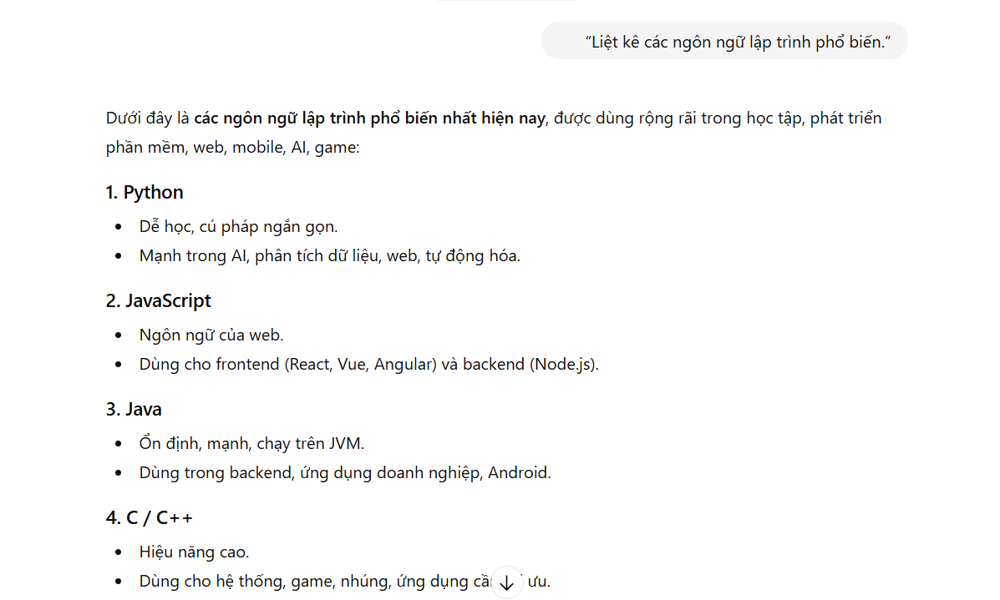 “Liệt kê các ngôn ngữ lập trình phổ biến.”
Dưới đây là các ngôn ngữ lập trình phổ biến nhất hiện nay, được dùng rộng rãi trong học tập, phát triển
phần mềm, web, mobile, AI, game:
1. Python
• Dễ học, cú pháp ngắn gọn.
• Mạnh trong AI, phân tích dữ liệu, web, tự động hóa.
2. JavaScript
• Ngôn ngữ của web.
• Dùng cho frontend (React, Vue, Angular) và backend (Node.js).
3. Java
• Ổn định, mạnh, chạy trên JVM.
• Dùng trong backend, ứng dụng doanh nghiệp, Android.
4. C / C++
• Hiệu năng cao.
• Dùng cho hệ thống, game, nhúng, ứng dụng ưu.